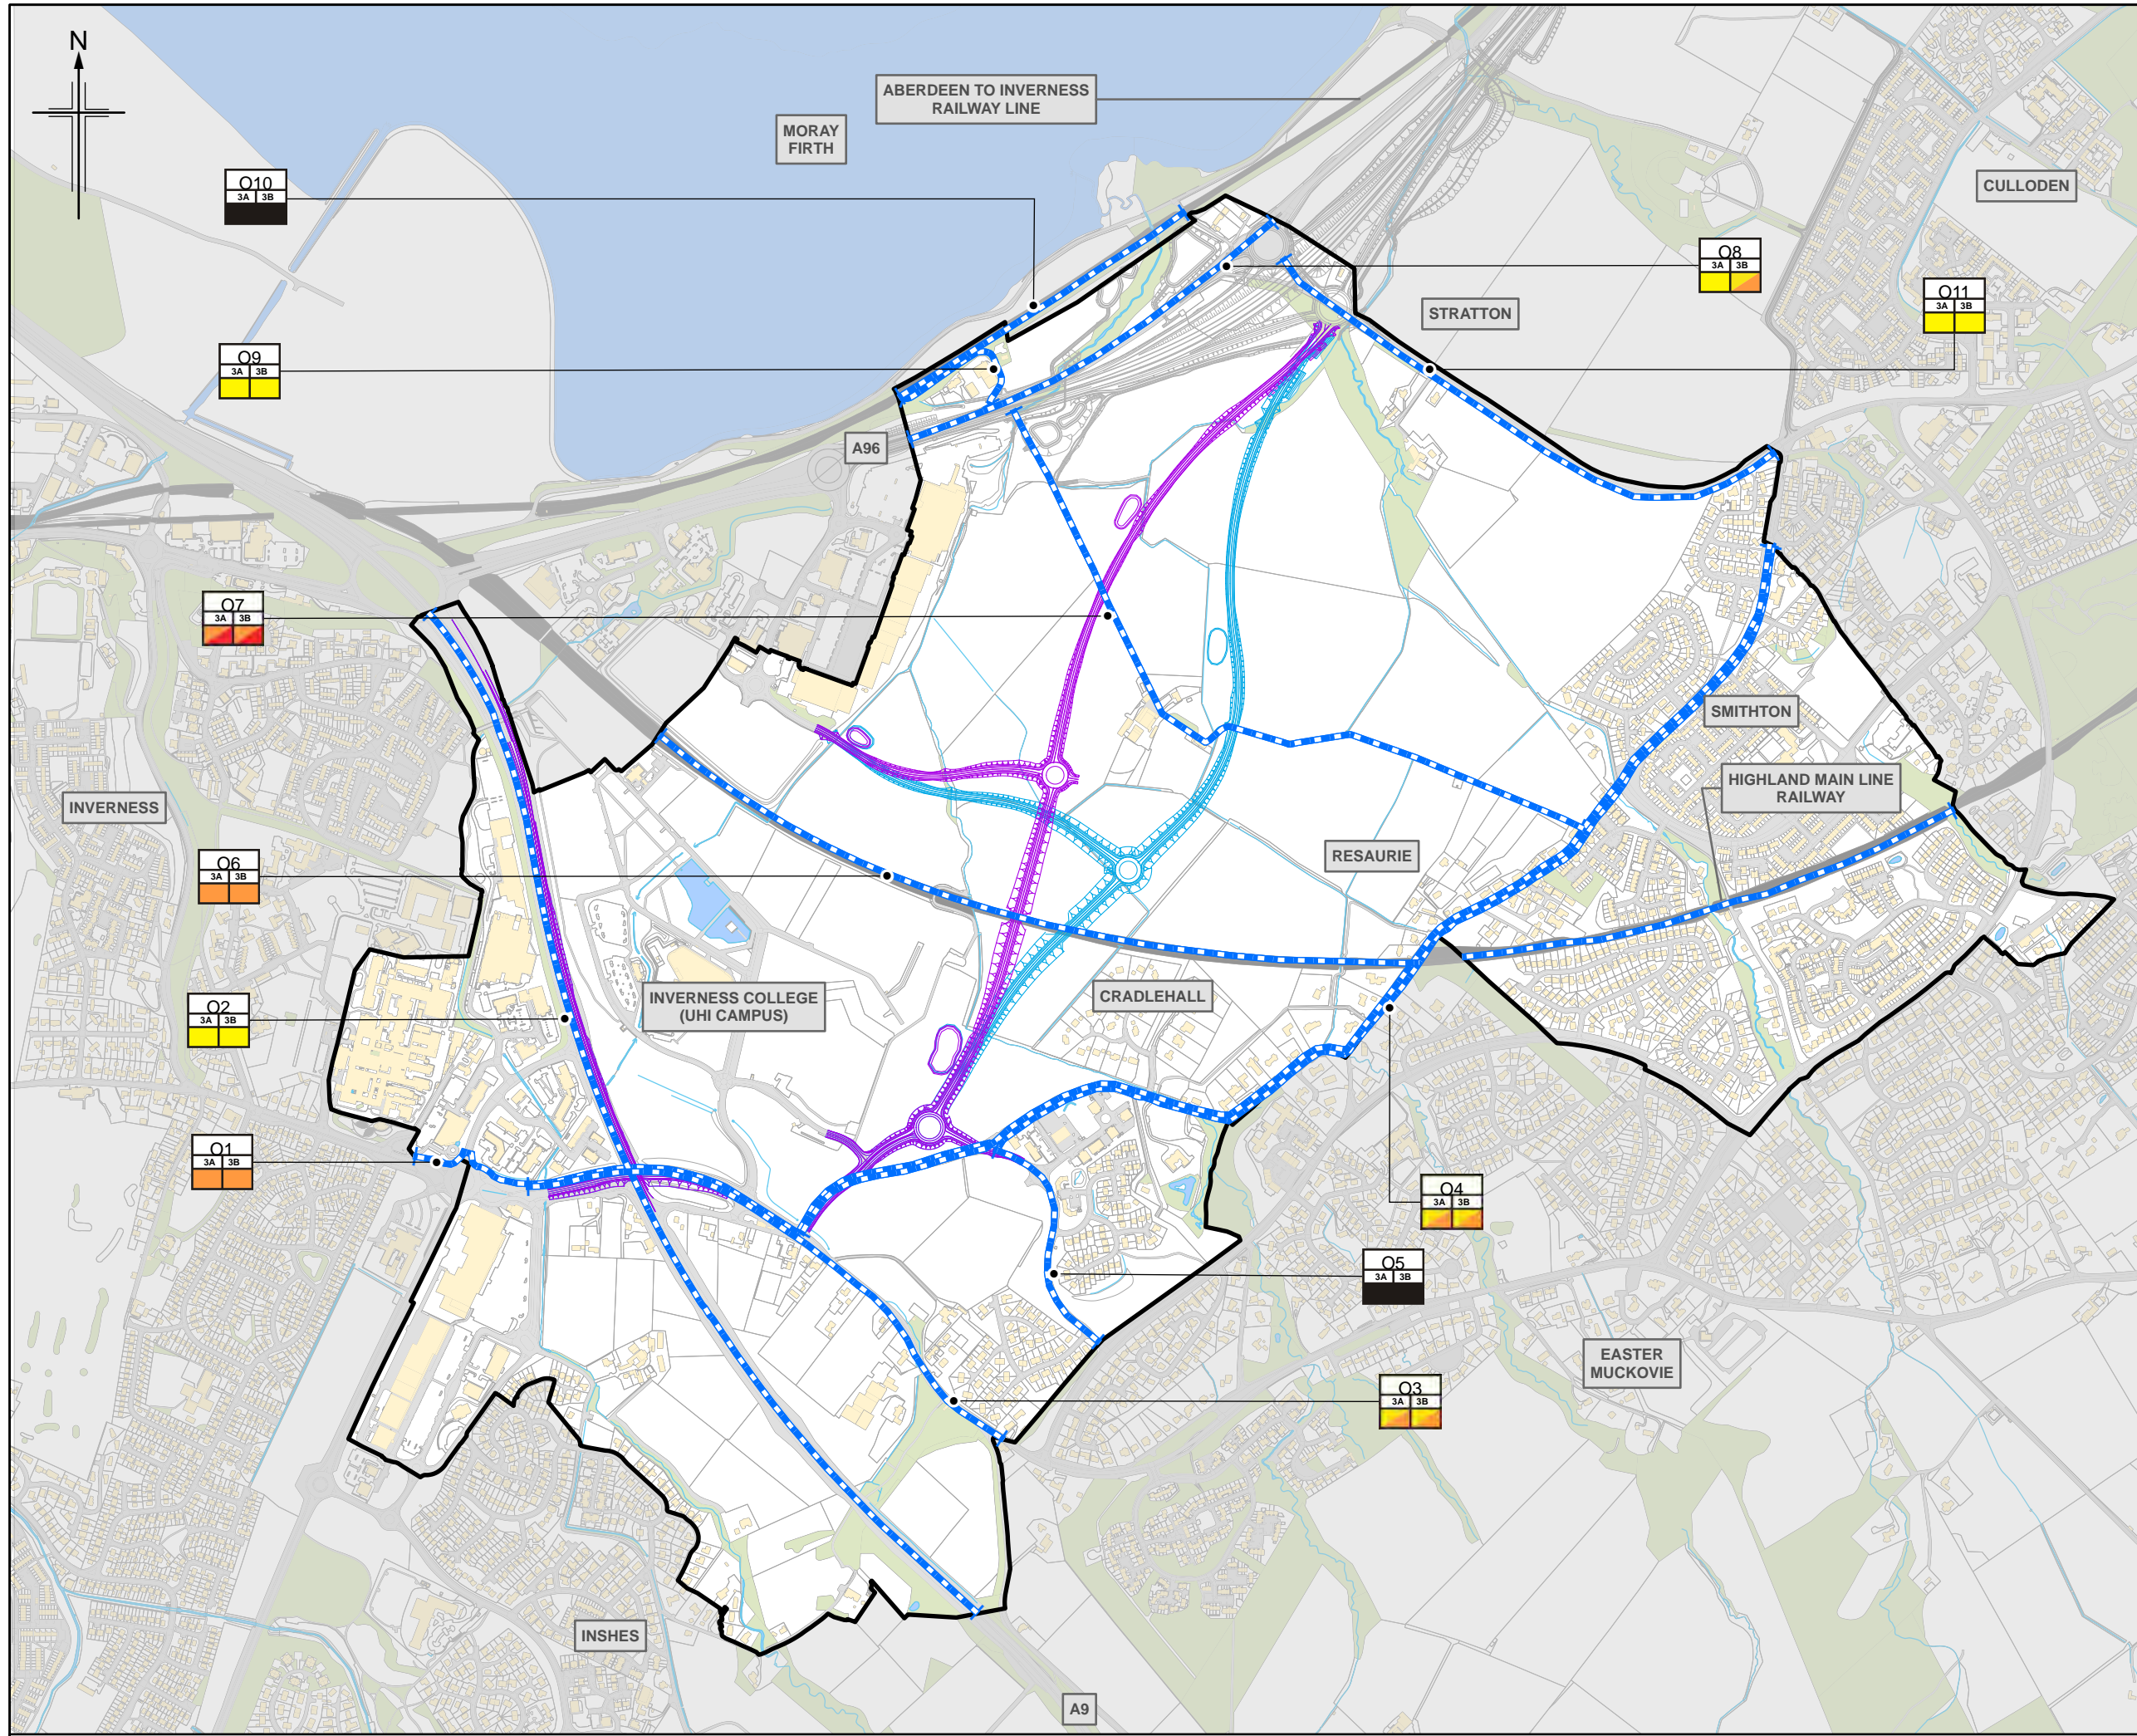 N
ABERDEEN TO INVERNESS
RAILWAY LINE
MORAY
FIRTH
CULLODEN
O10
3A 3B
O8
3A 3B
O11
3A 3B
STRATTON
O9
3A 3B
A96
O7
3A 3B
SMITHTON
HIGHLAND MAIN LINE
RAILWAY
INVERNESS
RESAURIE
O6
3A 3B
INVERNESS COLLEGE
(UHI CAMPUS)
CRADLEHALL
O2
3A 3B
O1
3A 3B
O4
3A 3B
O5
3A 3B
EASTER
MUCKOVIE
O3
3A 3B
INSHES
A9